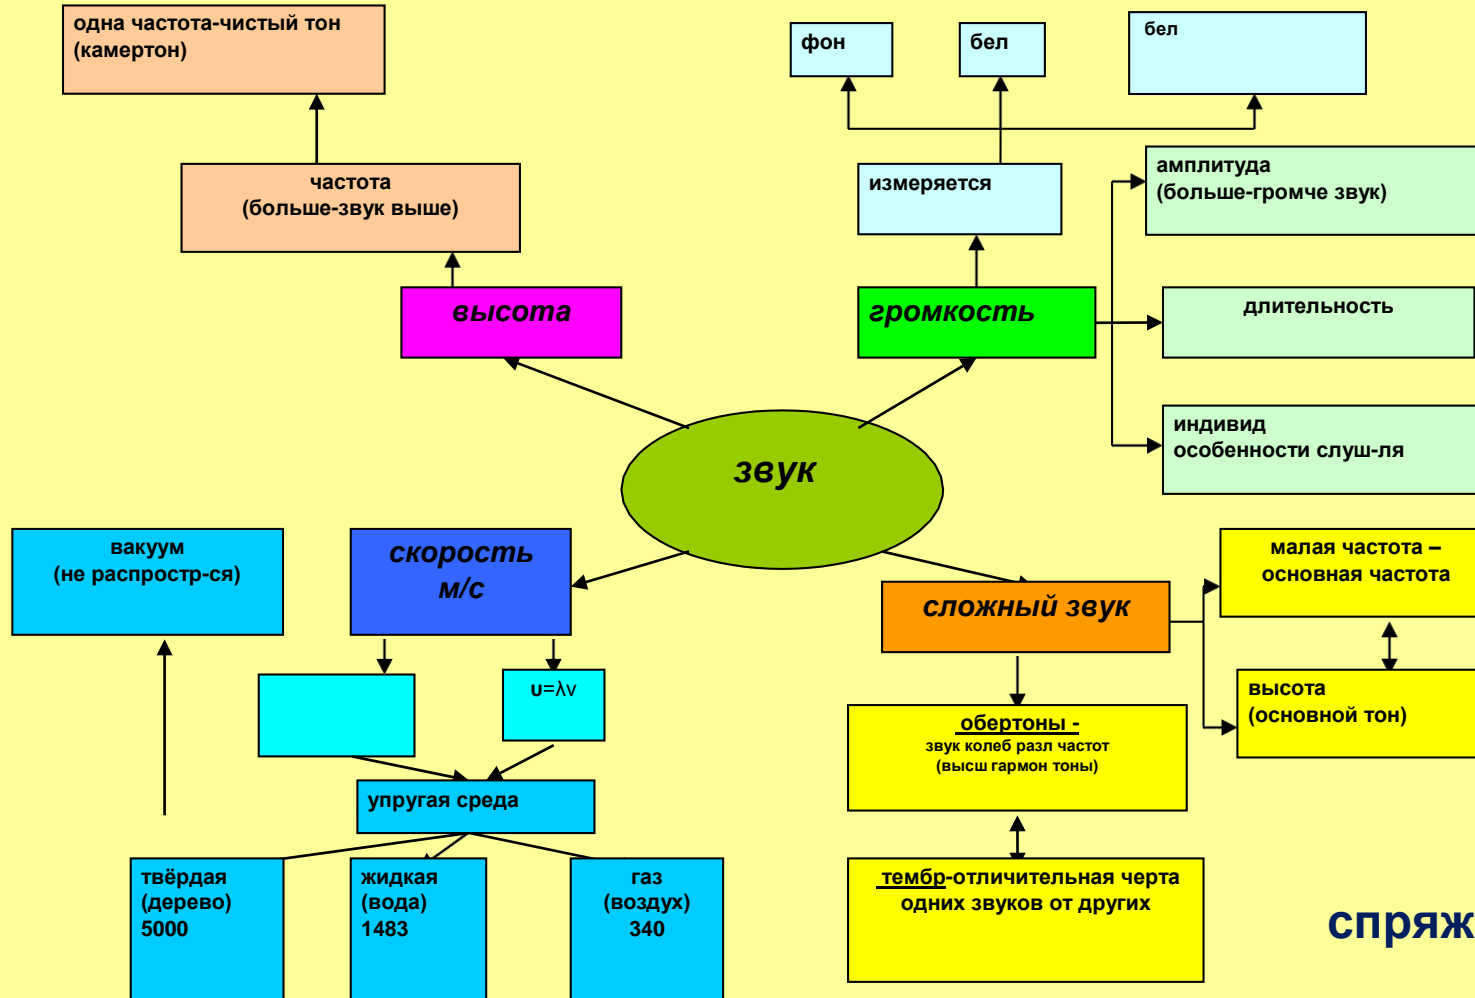 одна частота-чистый тон
(камертон)
фон
бел
бел
частота
(больше-звук выше)
измеряется
амплитуда
(больше-громче звук)
высота
громкость
длительность
индивид
особенности слуш-ля
звук
вакуум
(не распростр-ся)
скорость
м/с
сложный звук
малая частота –
основная частота
υ=λν
высота
(основной тон)
обертоны -
звук колеб разл частот
(высш гармон тоны)
упругая среда
твёрдая
(дерево)
5000
жидкая
(вода)
1483
газ
(воздух)
340
тембр-отличительная черта
одних звуков от других
спряж